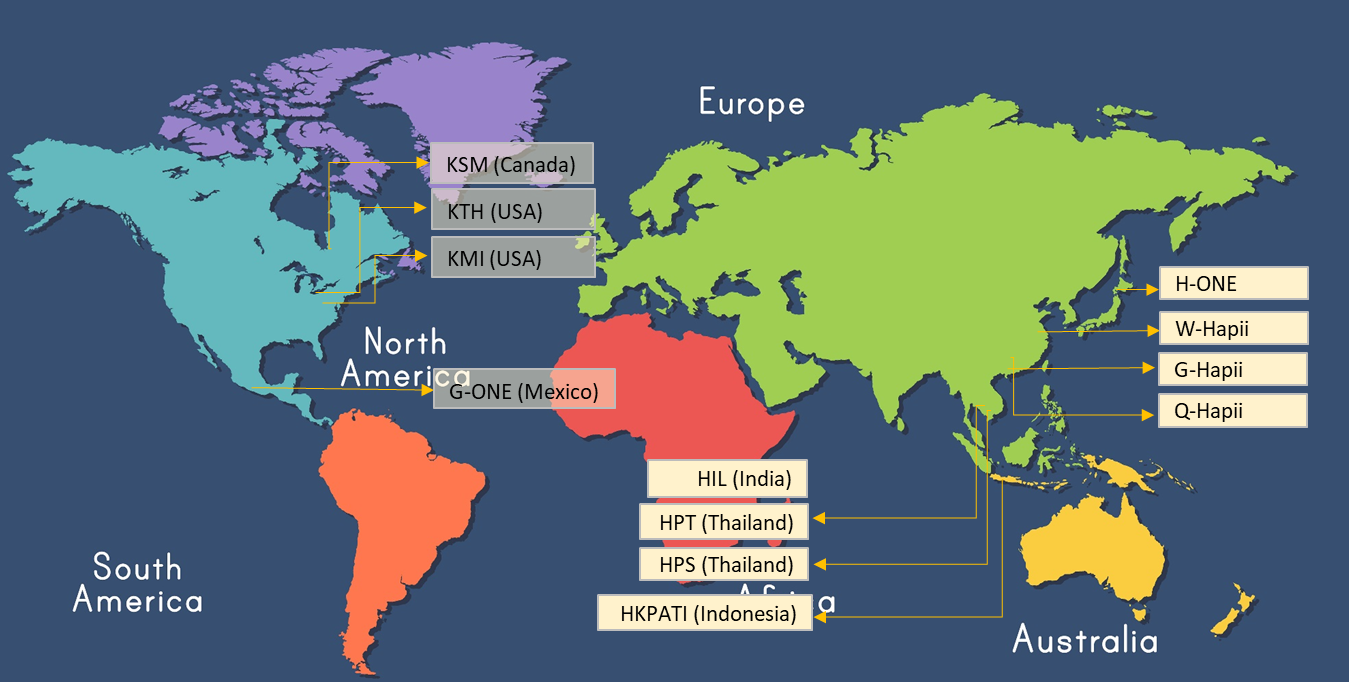 Europe
KSM (Canada)
KTH (USA)
KMI (USA)
H-ONE
W-Hapii
North
America
G-Hapii
G-ONE (Mexico)
Q-Hapii
HIL (India)
HPT (Thailand)
HPS (Thailand)
South
America
Africa
HKPATI (Indonesia)
Australia